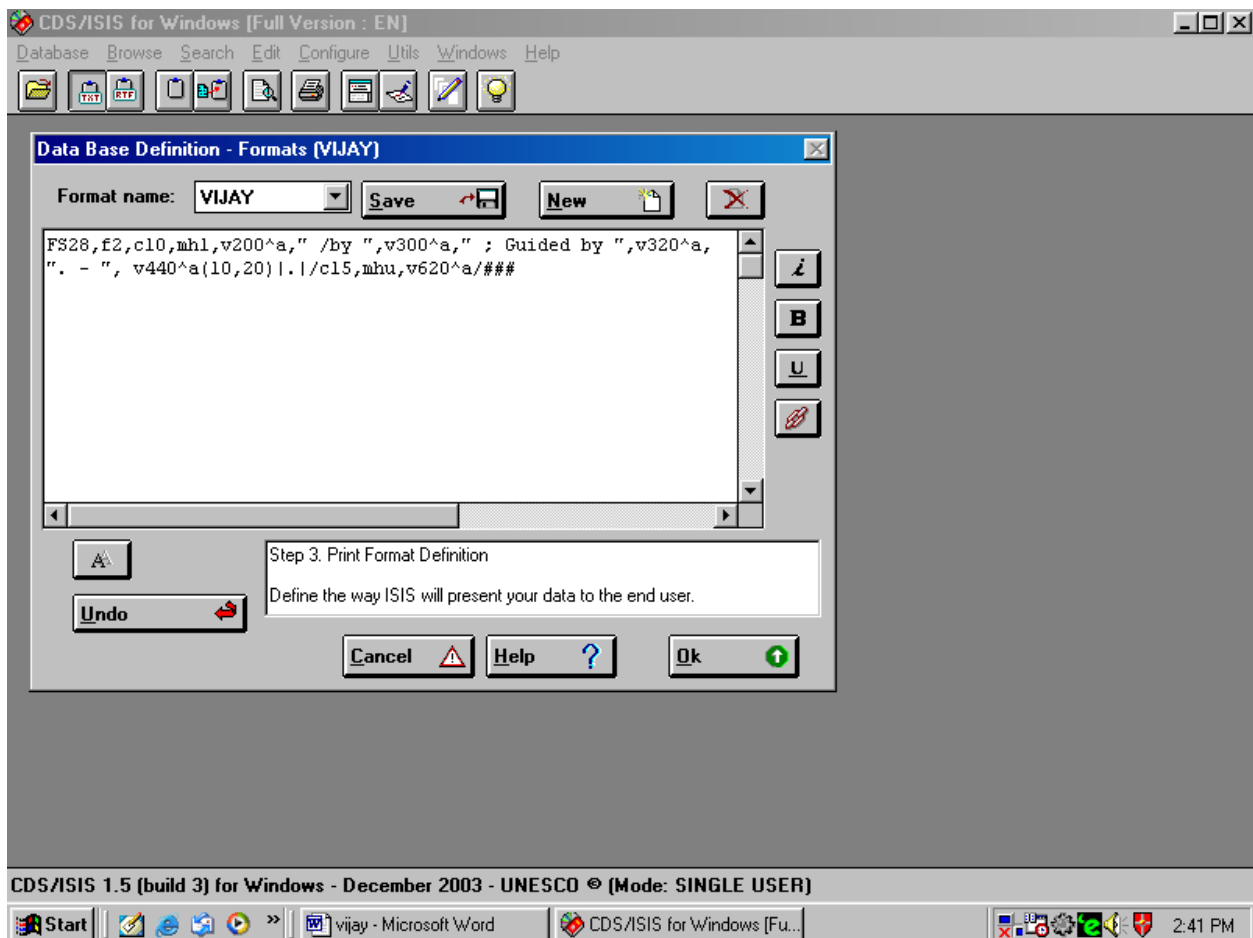 CDS/ISIS for Windows [Full Version : EN]
Database Browse Search Edit Configure Utils Windows Help
TXT RTF
Data Base Definition - Formats (VIJAY)
Format name: VIJAY Save New
FS28,f2,cl0,mhl,v200^a," /by ",v300^a," ; Guided by ",v320^a,
". - ", v440^a(10,20)|.|/cl5,mhu,v620^a/###
i
B
U
A
Step 3. Print Format Definition
Define the way ISIS will present your data to the end user.
Undo
Cancel Help ? Ok
CDS/ISIS 1.5 (build 3) for Windows - December 2003 - UNESCO © (Mode: SINGLE USER)
Start » vijay - Microsoft Word CDS/ISIS for Windows [Fu... 2:41 PM